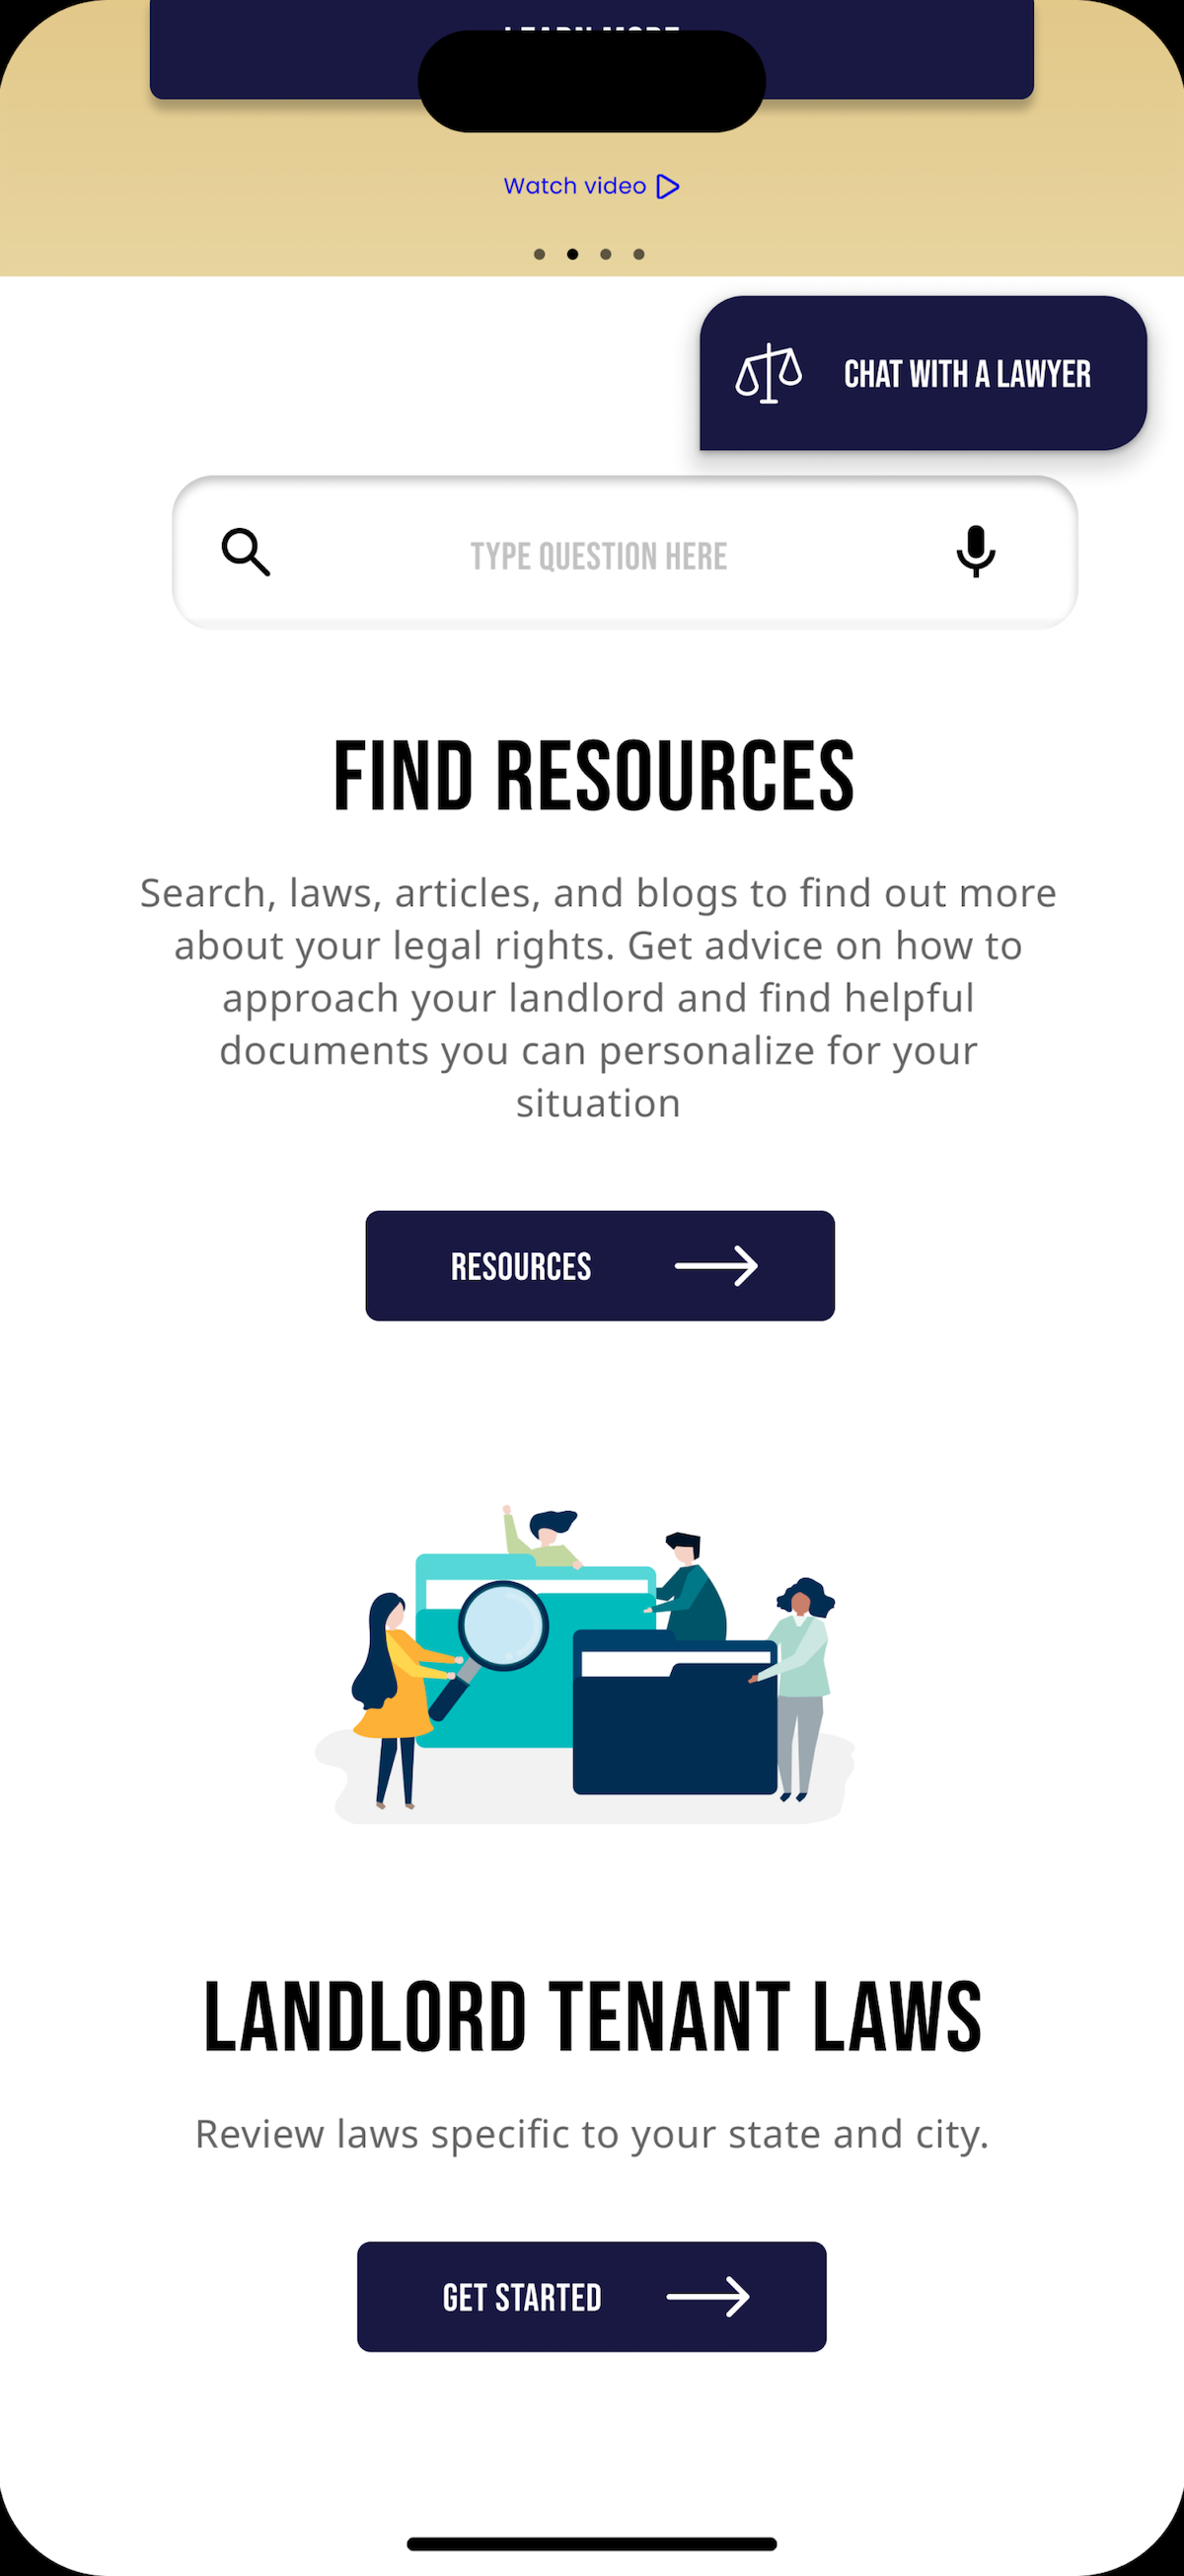 LEARN MORE
Watch video
CHAT WITH A LAWYER
TYPE QUESTION HERE
FIND RESOURCES
Search, laws, articles, and blogs to find out more
about your legal rights. Get advice on how to
approach your landlord and find helpful
documents you can personalize for your
situation
RESOURCES
LANDLORD TENANT LAWS
Review laws specific to your state and city.
GET STARTED